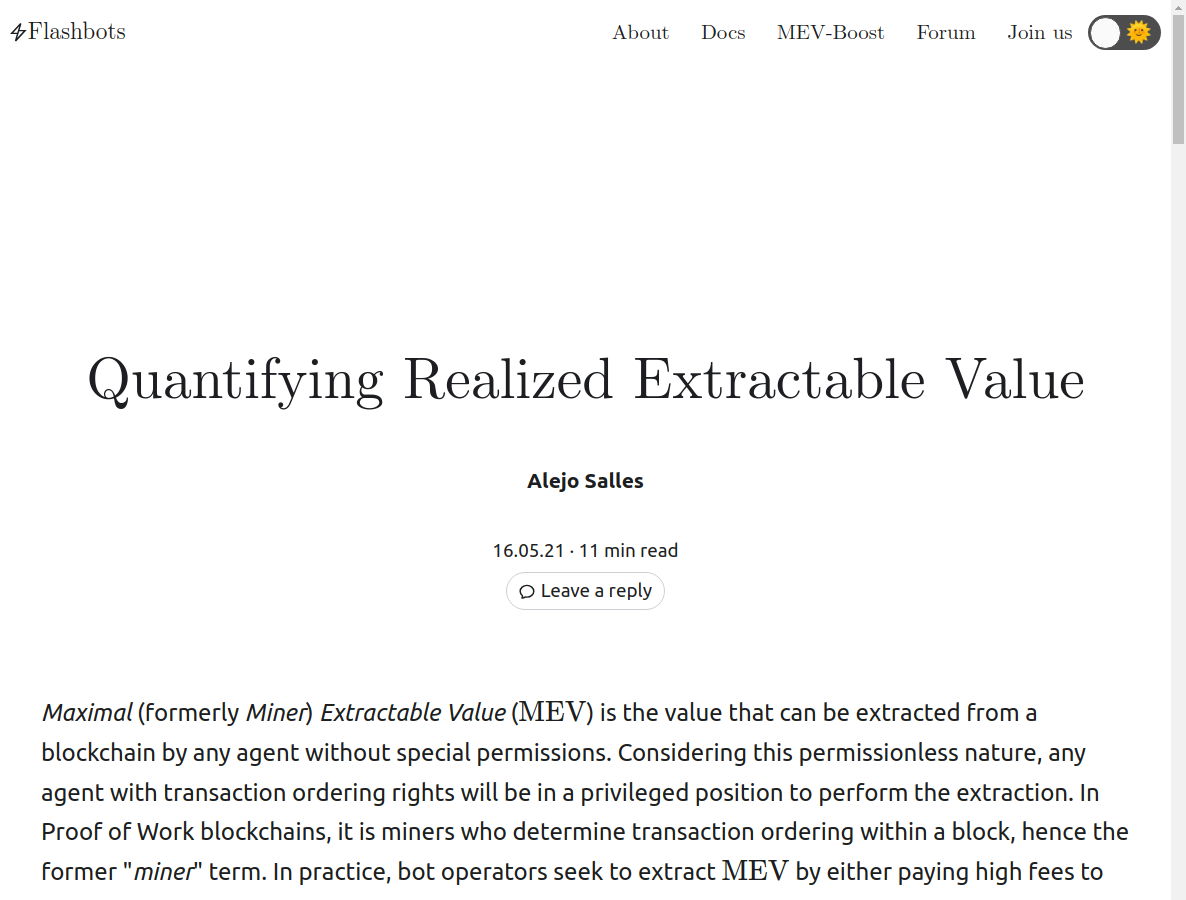 Flashbots
About Docs MEV-Boost Forum Join us
Quantifying Realized Extractable Value
Alejo Salles
16.05.21 · 11 min read
Leave a reply
Maximal (formerly Miner) Extractable Value (MEV) is the value that can be extracted from a
blockchain by any agent without special permissions. Considering this permissionless nature, any
agent with transaction ordering rights will be in a privileged position to perform the extraction. In
Proof of Work blockchains, it is miners who determine transaction ordering within a block, hence the
former "miner" term. In practice, bot operators seek to extract MEV by either paying high fees to